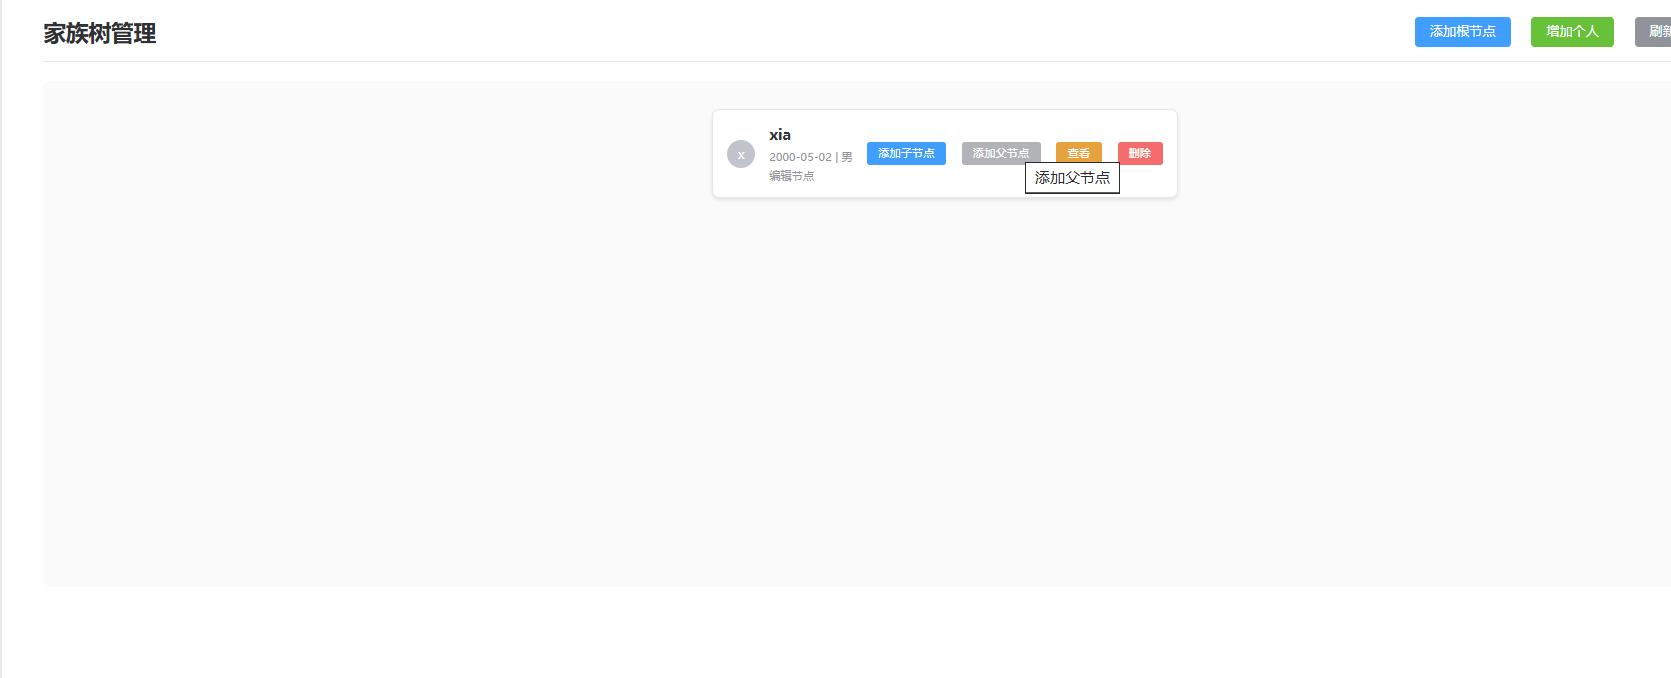 家族树管理
添加根节点 增加个人 刷新
x
xia
2000-05-02 | 男
编辑节点
添加子节点 添加父节点 查看 删除
添加父节点